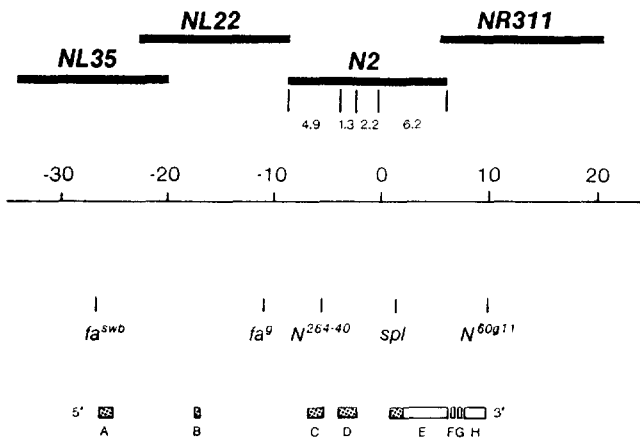 NL22 NR311
NL35 N2
4.9 1.3 2.2 6.2
-30 -20 -10 0 10 20
fa^swb fa^g N^264-40 spl N^60g11
5' 3'
A B C D E F G H